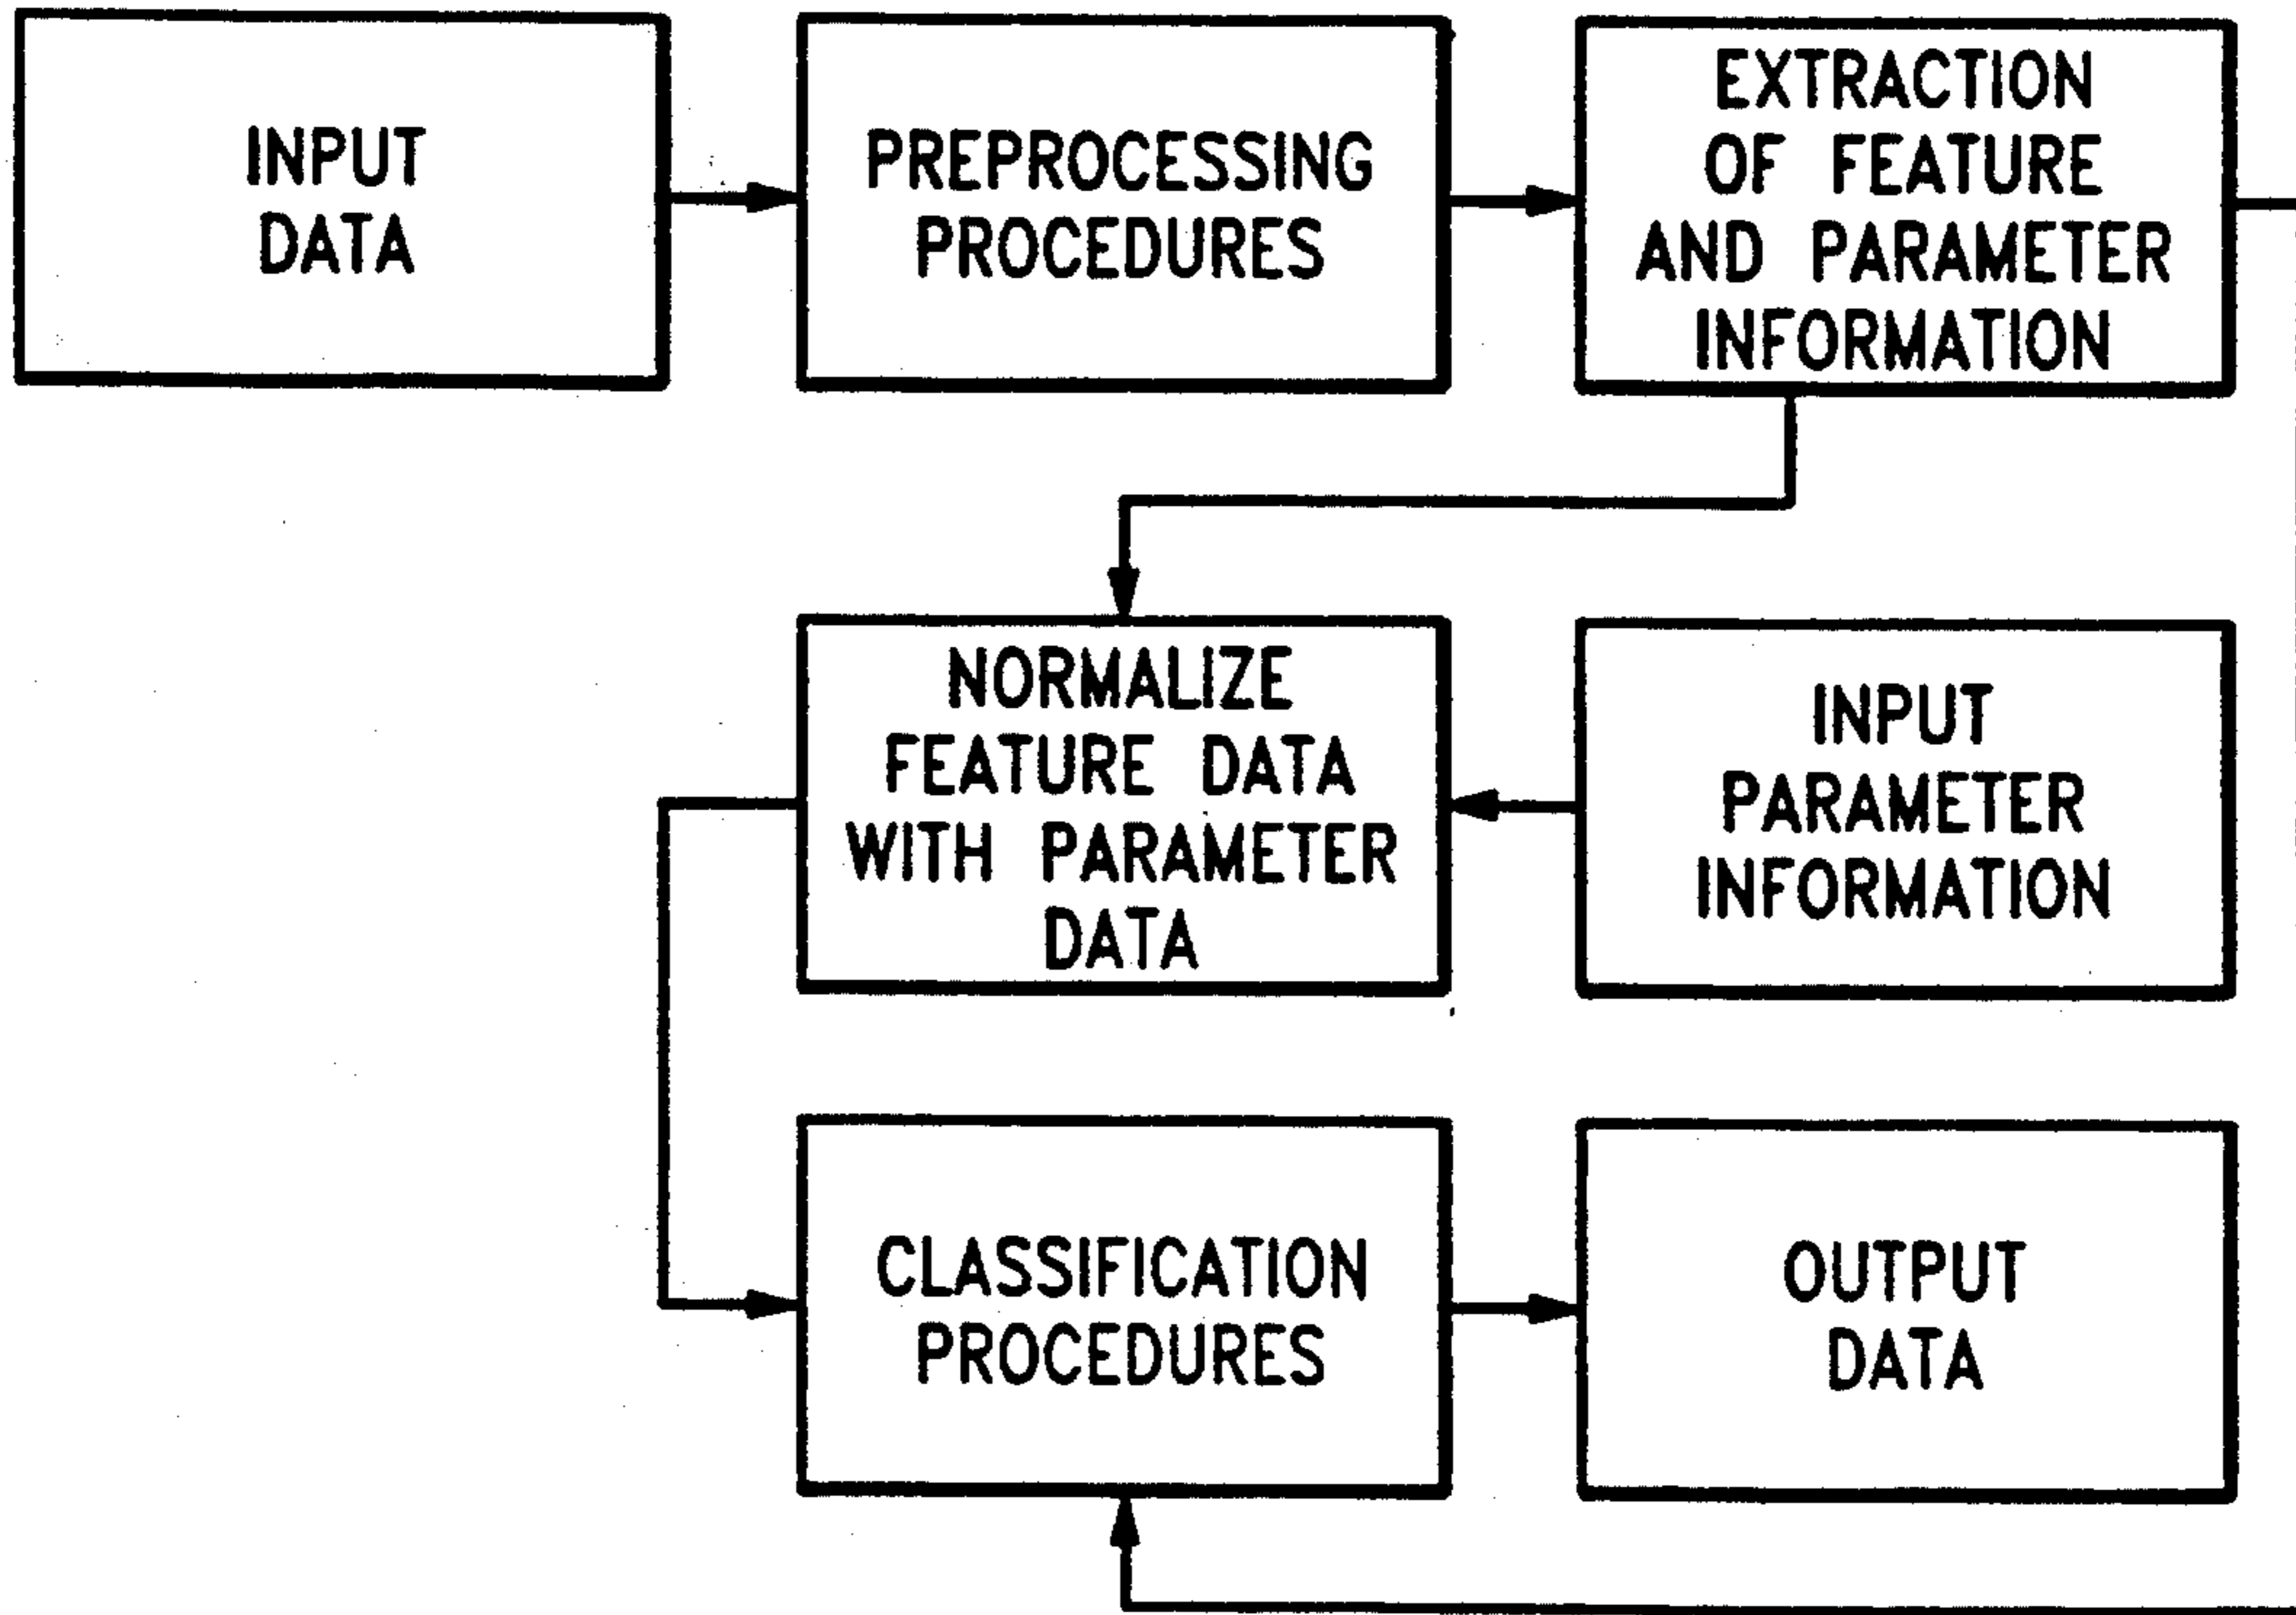 INPUT
DATA
PREPROCESSING
PROCEDURES
EXTRACTION
OF FEATURE
AND PARAMETER
INFORMATION
NORMALIZE
FEATURE DATA
WITH PARAMETER
DATA
INPUT
PARAMETER
INFORMATION
CLASSIFICATION
PROCEDURES
OUTPUT
DATA